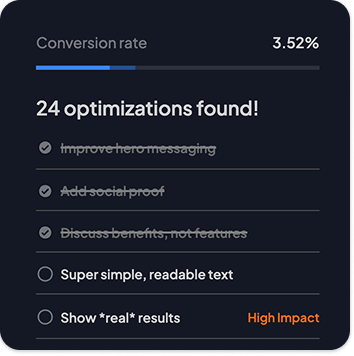 Conversion rate 3.52%
24 optimizations found!
Improve hero messaging
Add social proof
Discuss benefits, not features
Super simple, readable text
Show *real* results High Impact